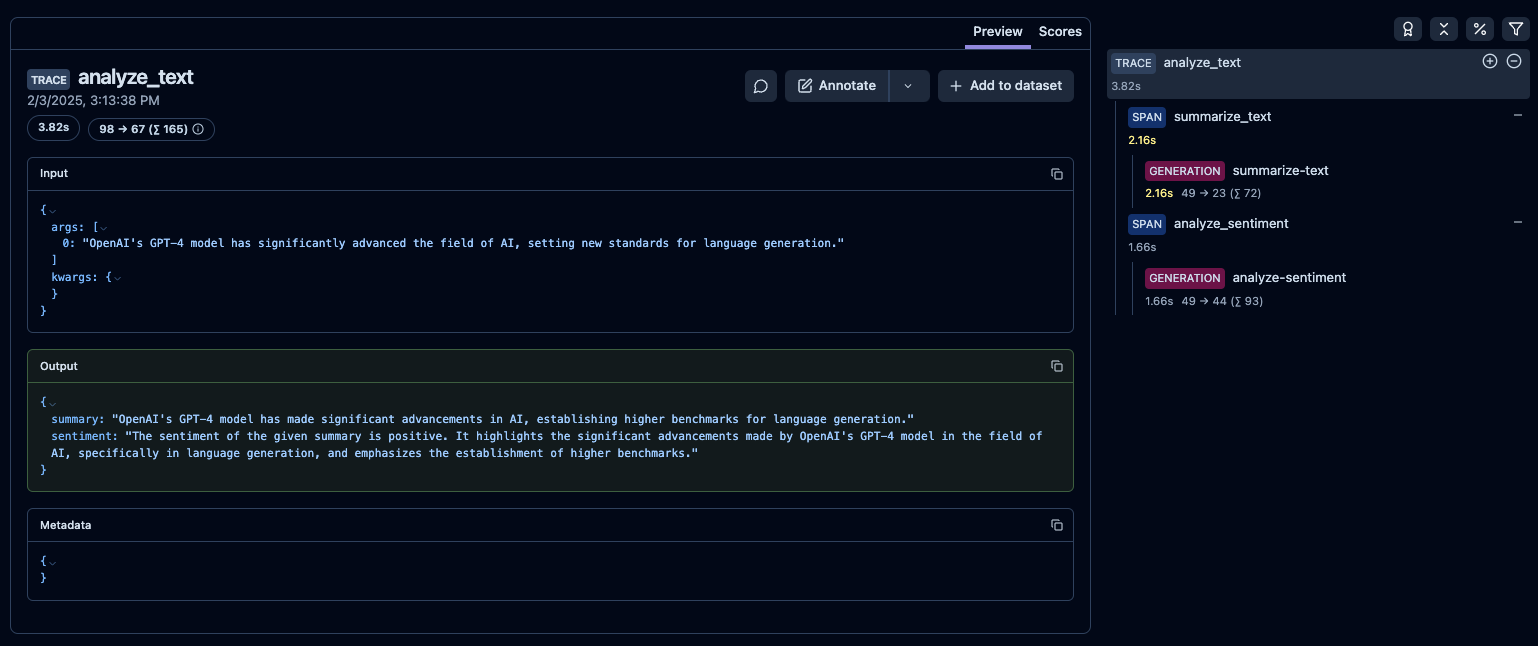 Preview Scores
TRACE analyze_text
2/3/2025, 3:13:38 PM
Annotate
+ Add to dataset
3.82s 98 → 67 (∑ 165)
Input
{
args: [
0: "OpenAI's GPT-4 model has significantly advanced the field of AI, setting new standards for language generation."
]
kwargs: {
}
}
Output
{
summary: "OpenAI's GPT-4 model has made significant advancements in AI, establishing higher benchmarks for language generation."
sentiment: "The sentiment of the given summary is positive. It highlights the significant advancements made by OpenAI's GPT-4 model in the field of
AI, specifically in language generation, and emphasizes the establishment of higher benchmarks."
}
Metadata
{
}
TRACE analyze_text
3.82s
SPAN summarize_text
2.16s
GENERATION summarize-text
2.16s 49 → 23 (∑ 72)
SPAN analyze_sentiment
1.66s
GENERATION analyze-sentiment
1.66s 49 → 44 (∑ 93)